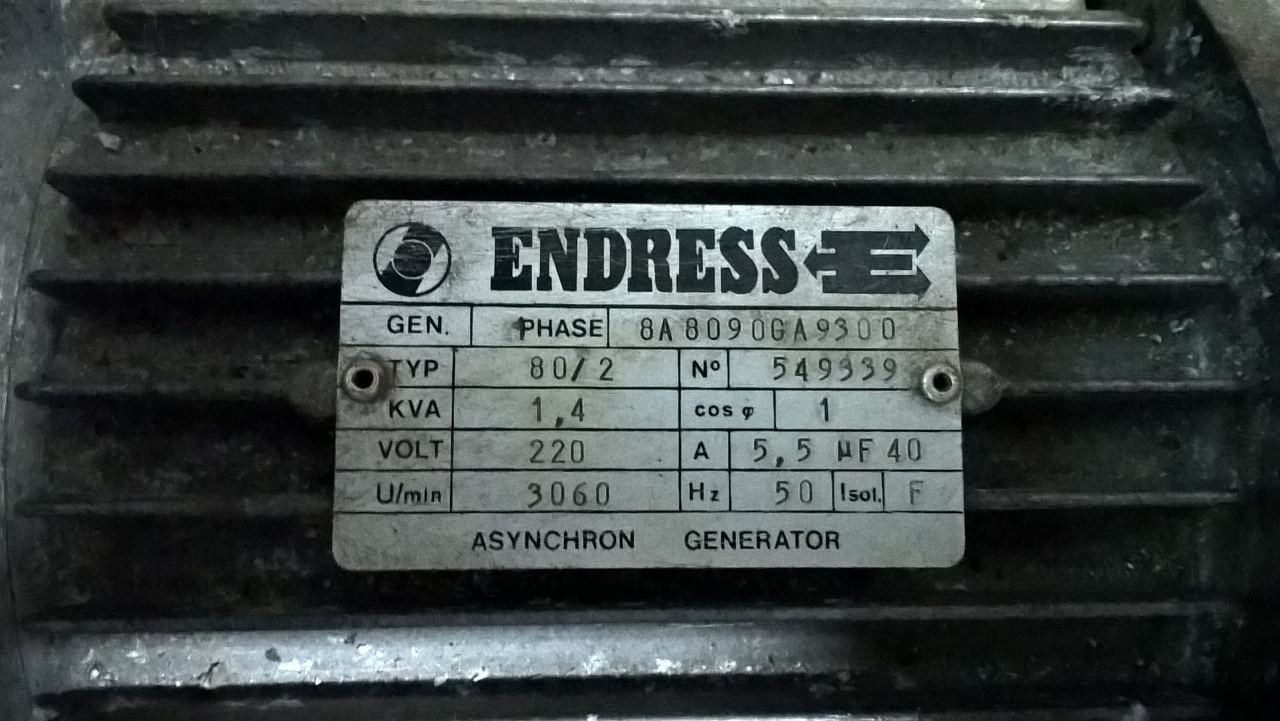 ENDRESS
GEN. PHASE 8A8090GA9300
TYP 80/2 Nº 549339
KVA 1,4 cos φ 1
VOLT 220 A 5,5 µF 40
U/min 3060 Hz 50 Isol. F
ASYNCHRON GENERATOR